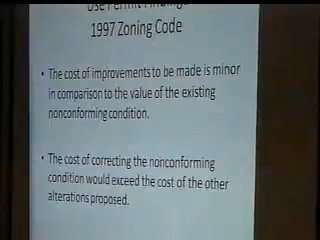 Use Permit Findings
1997 Zoning Code
• The cost of improvements to be made is minor
in comparison to the value of the existing
nonconforming condition.
• The cost of correcting the nonconforming
condition would exceed the cost of the other
alterations proposed.